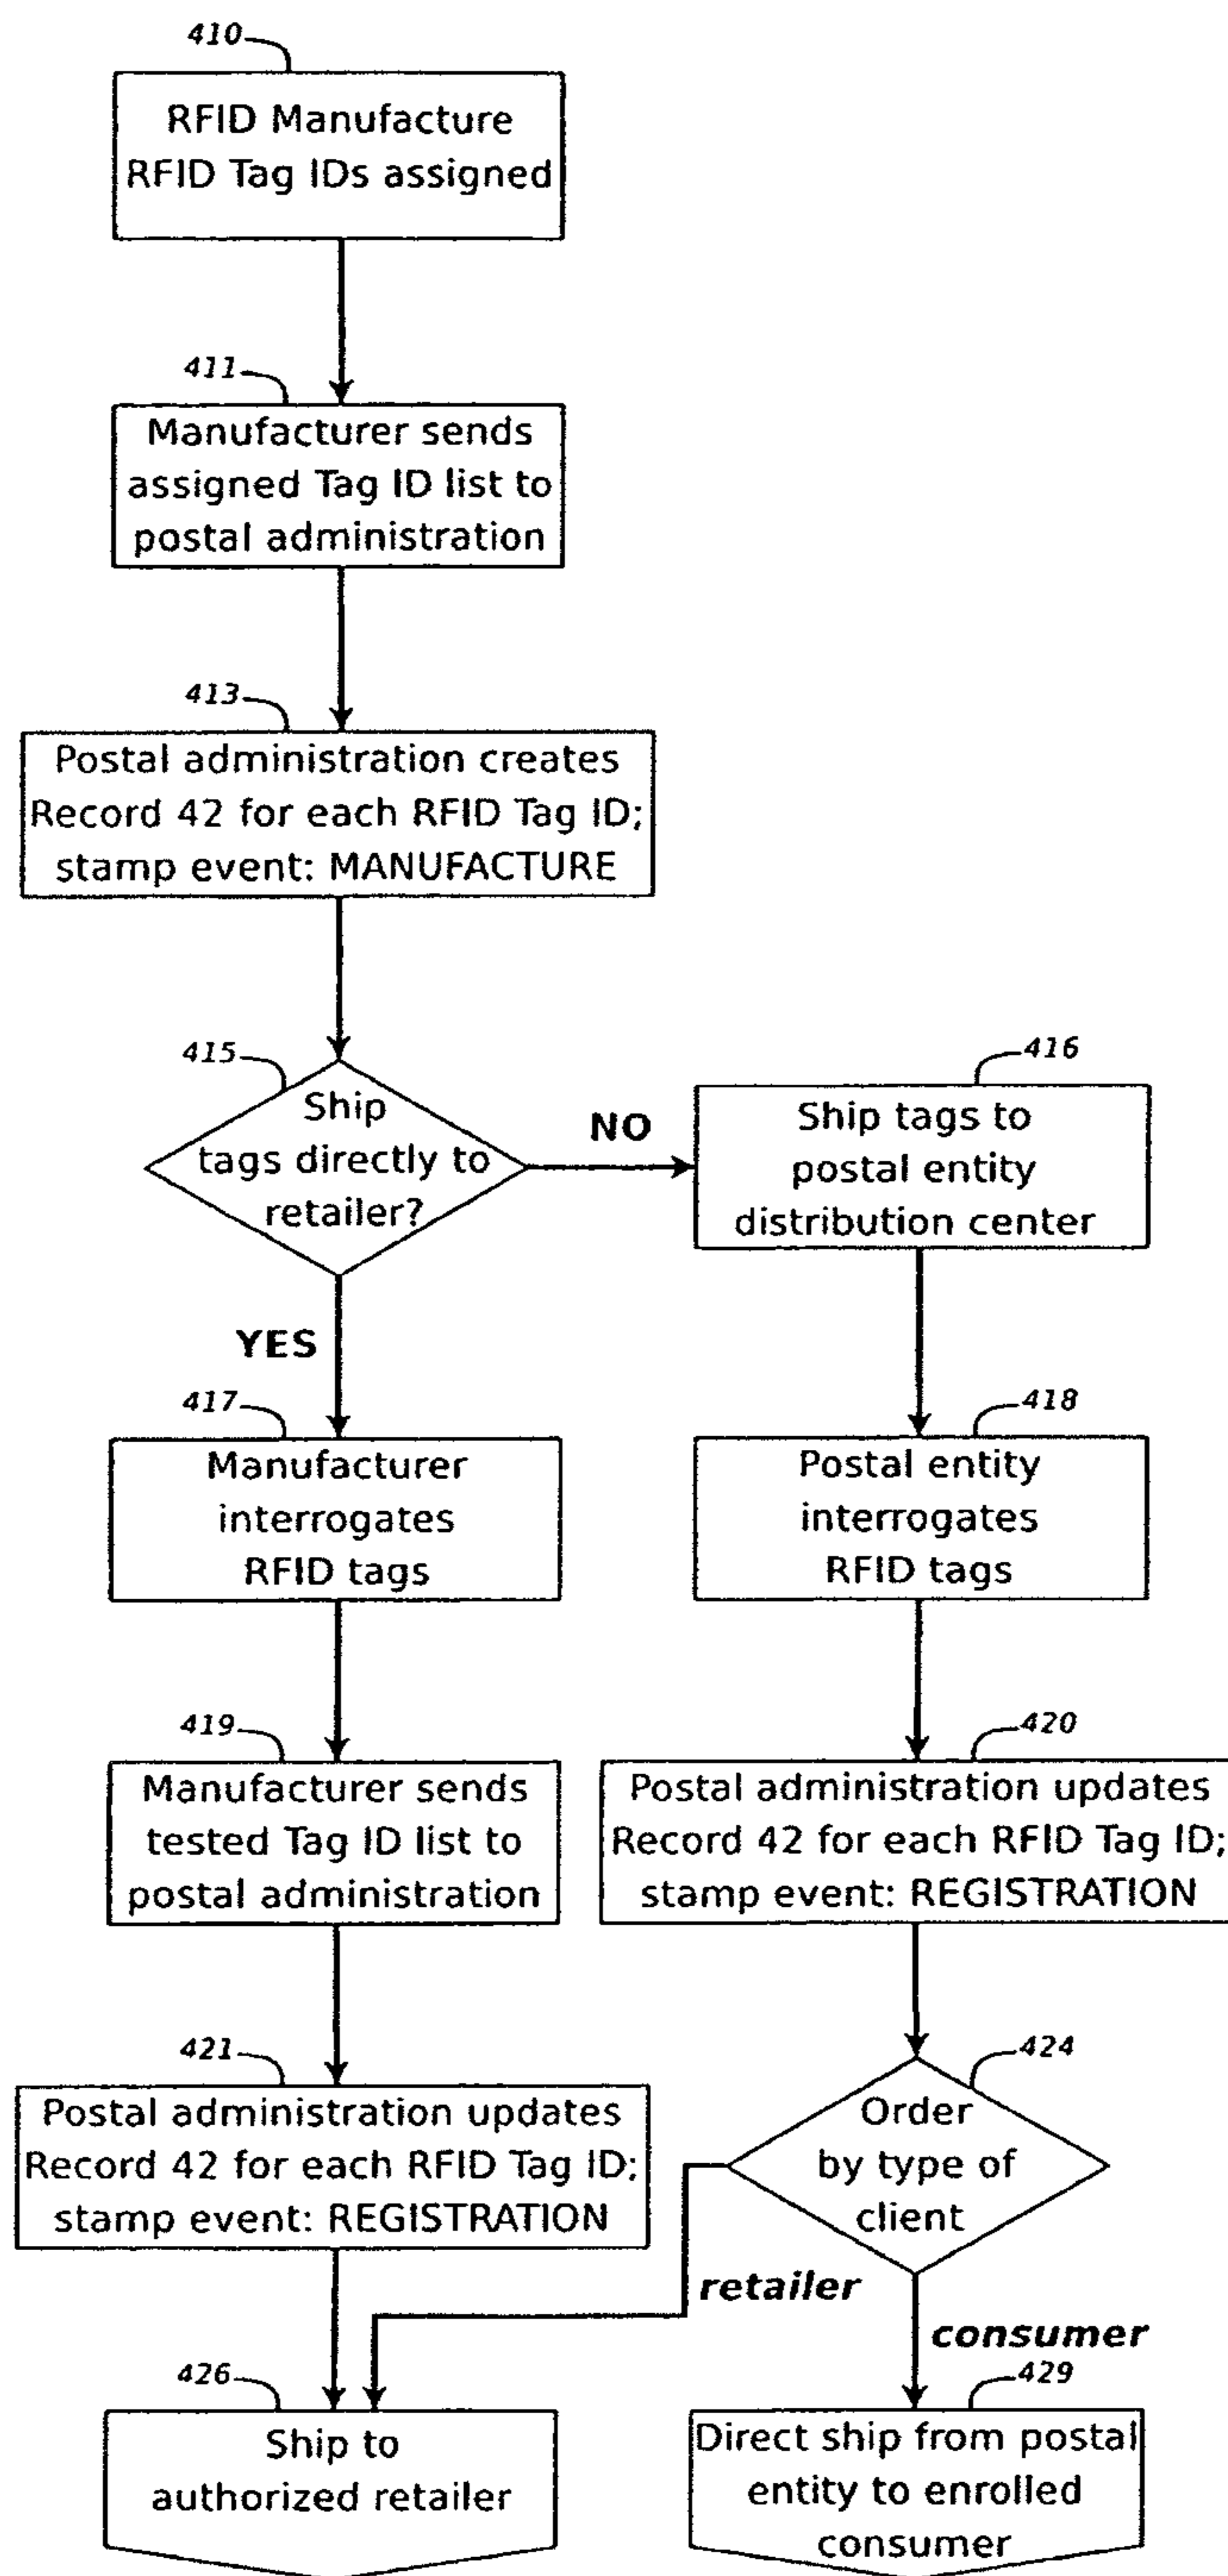 410
RFID Manufacture
RFID Tag IDs assigned
411
Manufacturer sends
assigned Tag ID list to
postal administration
413
Postal administration creates
Record 42 for each RFID Tag ID;
stamp event: MANUFACTURE
415
Ship
tags directly to
retailer?
NO
YES
416
Ship tags to
postal entity
distribution center
417
Manufacturer
interrogates
RFID tags
418
Postal entity
interrogates
RFID tags
419
Manufacturer sends
tested Tag ID list to
postal administration
420
Postal administration updates
Record 42 for each RFID Tag ID;
stamp event: REGISTRATION
421
Postal administration updates
Record 42 for each RFID Tag ID;
stamp event: REGISTRATION
424
Order
by type of
client
retailer
consumer
426
Ship to
authorized retailer
429
Direct ship from postal
entity to enrolled
consumer